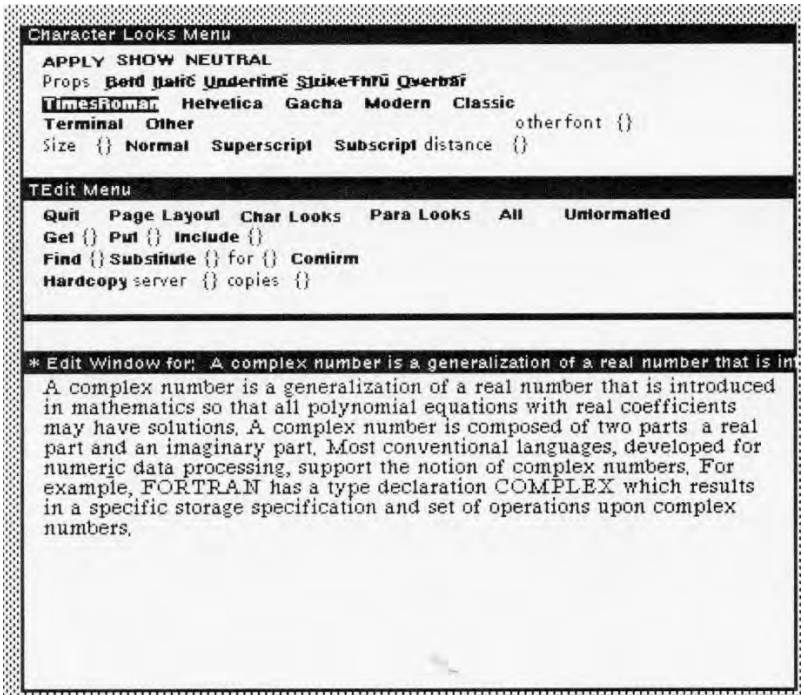 Character Looks Menu
APPLY SHOW NEUTRAL
Props Bold Italic Underline StrikeThru Overbar
TimesRoman Helvetica Gacha Modern Classic
Terminal Other otherfont {}
Size {} Normal Superscript Subscript distance {}
TEdit Menu
Quit Page Layout Char Looks Para Looks All Unformatted
Get {} Put {} Include {}
Find {} Substitute {} for {} Confirm
Hardcopy server {} copies {}
* Edit Window for: A complex number is a generalization of a real number that is int
A complex number is a generalization of a real number that is introduced
in mathematics so that all polynomial equations with real coefficients
may have solutions. A complex number is composed of two parts a real
part and an imaginary part. Most conventional languages, developed for
numeric data processing, support the notion of complex numbers. For
example, FORTRAN has a type declaration COMPLEX which results
in a specific storage specification and set of operations upon complex
numbers.